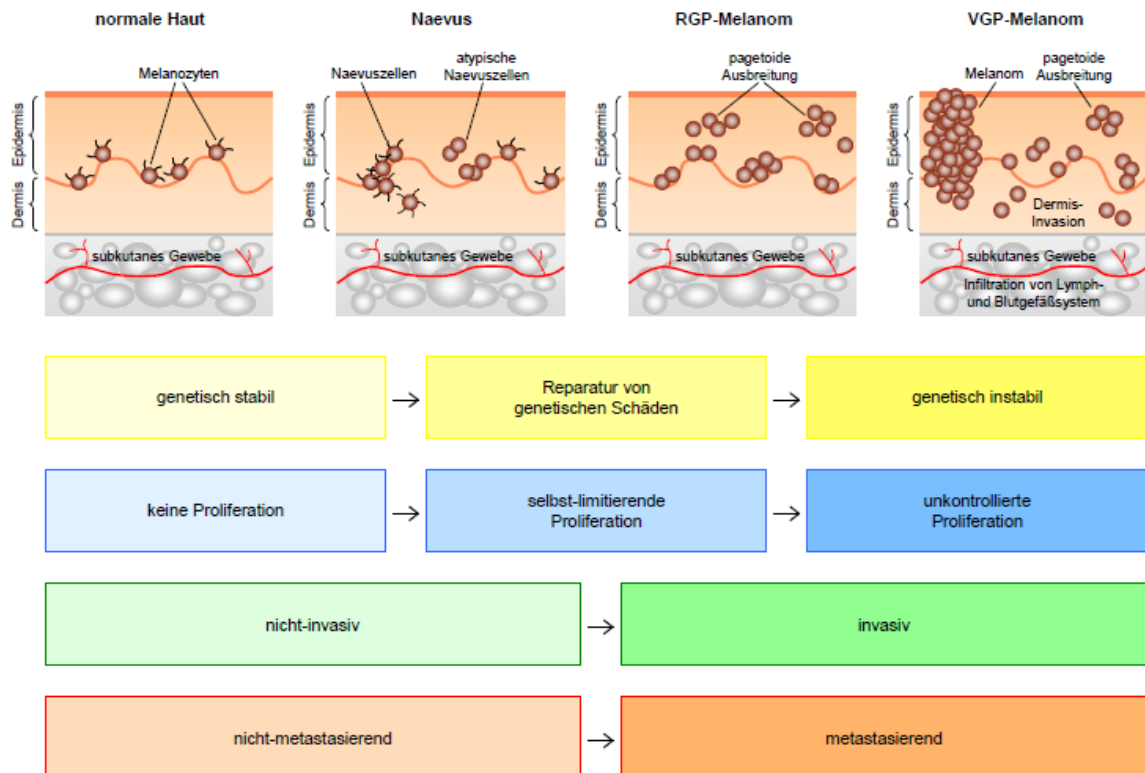 normale Haut
Naevus
RGP-Melanom
VGP-Melanom
Melanozyten
Naevuszellen
atypische
Naevuszellen
pagetoide
Ausbreitung
Melanom
pagetoide
Ausbreitung
Epidermis
Dermis
Epidermis
Dermis
Epidermis
Dermis
Epidermis
Dermis
Dermis-
Invasion
subkutanes Gewebe
subkutanes Gewebe
subkutanes Gewebe
subkutanes Gewebe
Infiltration von Lymph-
und Blutgefäßsystem
genetisch stabil
Reparatur von
genetischen Schäden
genetisch instabil
keine Proliferation
selbst-limitierende
Proliferation
unkontrollierte
Proliferation
nicht-invasiv
invasiv
nicht-metastasierend
metastasierend